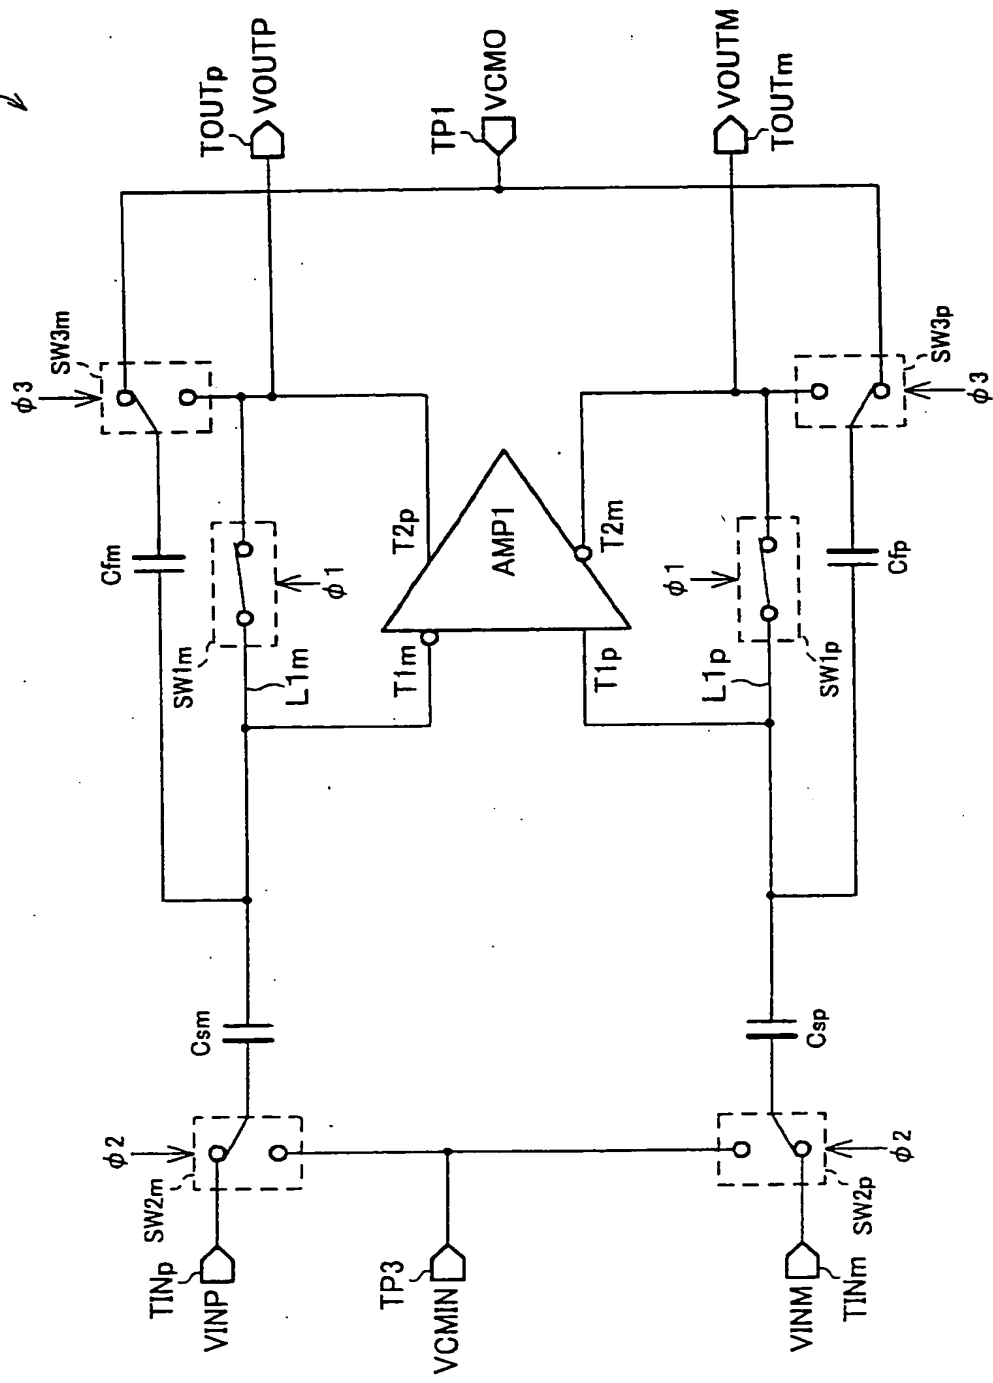 TOUTp
VOUTP
TP1
VCMO
VOUTM
TOUTm
φ3
SW3m
SW3p
φ3
Cfm
SW1m
φ1
L1m
T2p
T1m
AMP1
T2m
T1p
φ1
L1p
SW1p
Cfp
Csm
Csp
φ2
SW2m
φ2
SW2p
TINp
VINP
TP3
VCMIN
VINM
TINm